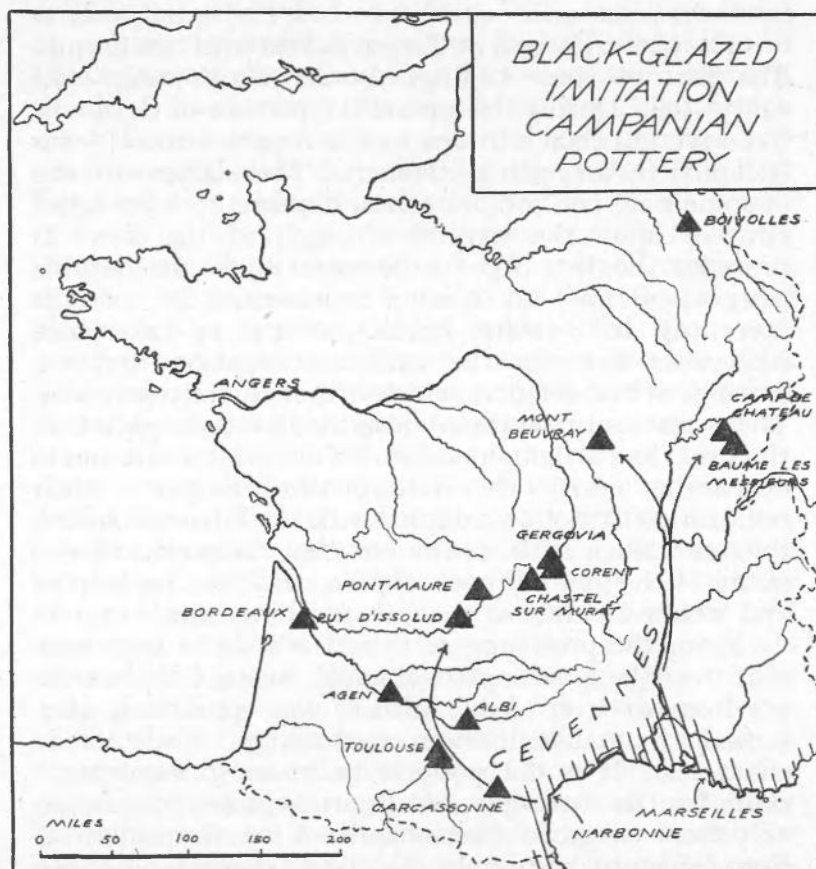 BLACK-GLAZED
IMITATION
CAMPANIAN
POTTERY
BOIVOLLES
ANGERS
MONT
BEUVRAY
CAMP DE
CHATEAU
BAUME LES
MESSIEURS
GERGOVIA
CORENT
PONTMAURE
CHASTEL
SUR MURAT
BORDEAUX
PUY D'ISSOLUD
AGEN
ALBI
CEVENNES
TOULOUSE
CARCASSONNE
MARSEILLES
NARBONNE
MILES
0 50 100 200